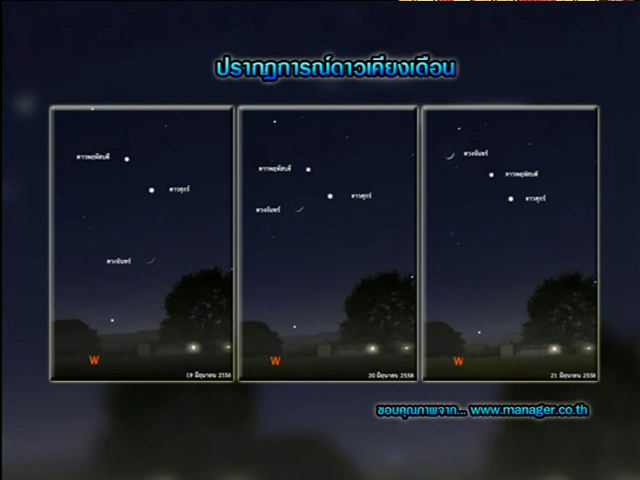 ปรากฏการณ์ดาวเคียงเดือน
ดาวพฤหัสบดี
ดาวศุกร์
ดวงจันทร์
W
19 มิถุนายน 2558
ดาวพฤหัสบดี
ดาวศุกร์
ดวงจันทร์
W
20 มิถุนายน 2558
ดวงจันทร์
ดาวพฤหัสบดี
ดาวศุกร์
W
21 มิถุนายน 2558
ขอบคุณภาพจาก... www.manager.co.th